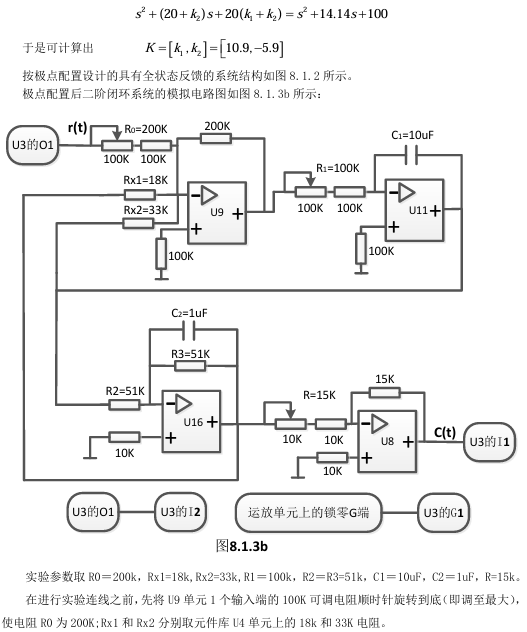 s²+(20+k₂)s+20(k₁+k₂)=s²+14.14s+100
于是可计算出 K=[k₁,k₂]=[10.9,-5.9]
按极点配置设计的具有全状态反馈的系统结构如图 8.1.2 所示。
极点配置后二阶闭环系统的模拟电路图如图 8.1.3b 所示：
U3的O1
r(t)
R₀=200K
100K
100K
200K
Rx1=18K
Rx2=33K
U9
100K
R₁=100K
100K
100K
C₁=10uF
U11
100K
C₂=1uF
R3=51K
R2=51K
U16
10K
R=15K
10K
10K
15K
U8
10K
C(t)
U3的I1
U3的O1
U3的I2
运放单元上的锁零G端
U3的G1
图8.1.3b
实验参数取 R0＝200k，Rx1=18k,Rx2=33k,R1＝100k，R2＝R3=51k，C1＝10uF，C2＝1uF，R=15k。
在进行实验连线之前，先将 U9 单元 1 个输入端的 100K 可调电阻顺时针旋转到底（即调至最大），
使电阻 R0 为 200K;Rx1 和 Rx2 分别取元件库 U4 单元上的 18k 和 33K 电阻。